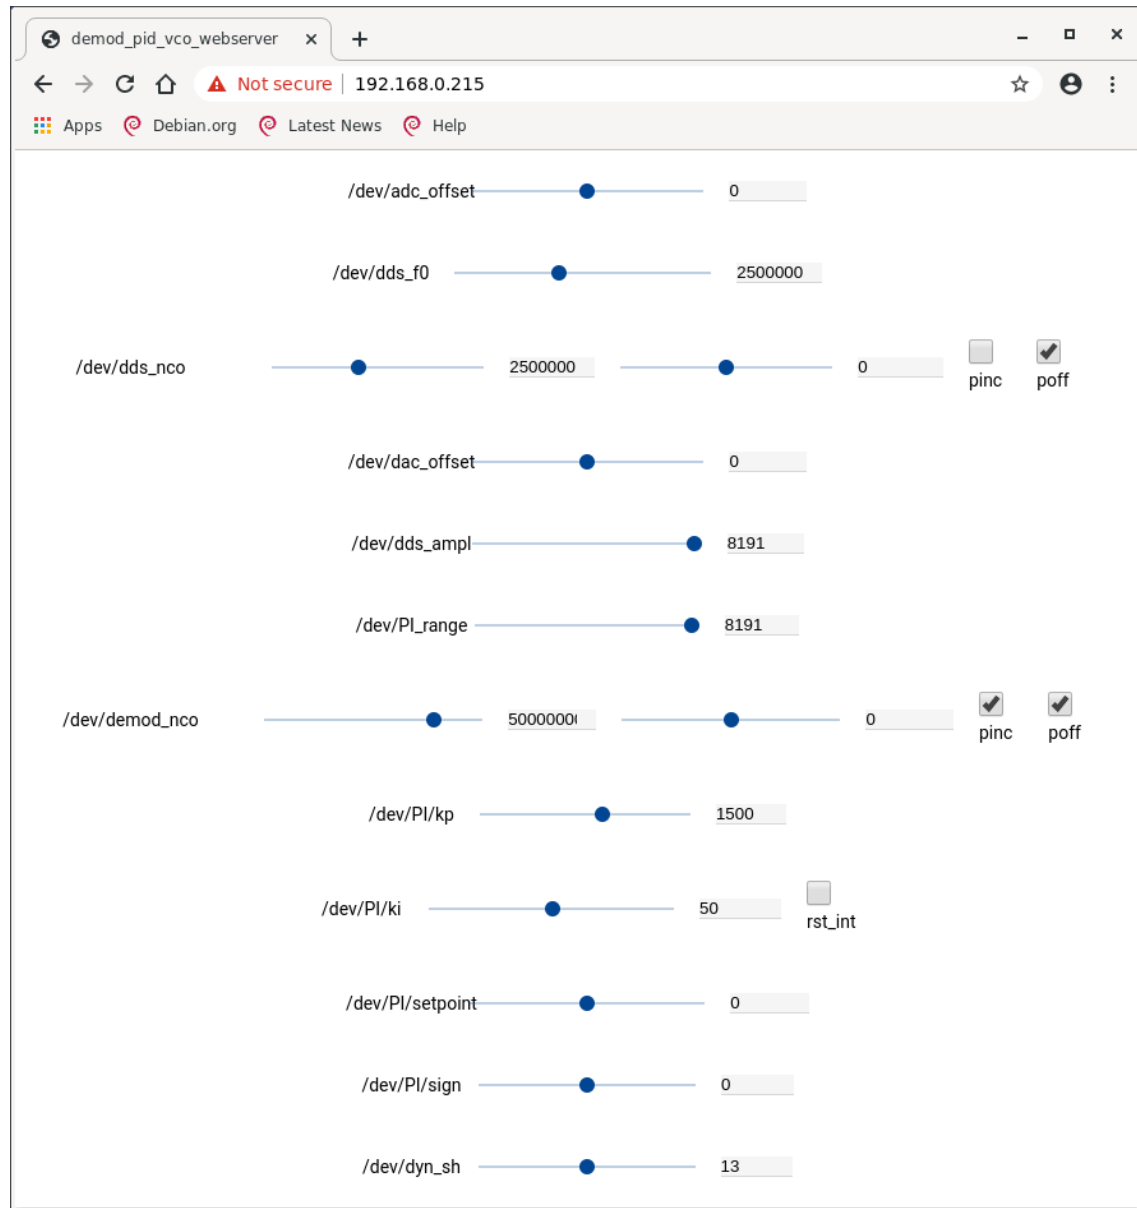 demod_pid_vco_webserver
Not secure 192.168.0.215
Apps Debian.org Latest News Help
/dev/adc_offset 0
/dev/dds_f0 2500000
/dev/dds_nco 2500000 0 pinc poff
/dev/dac_offset 0
/dev/dds_ampl 8191
/dev/PI_range 8191
/dev/demod_nco 5000000 0 pinc poff
/dev/PI/kp 1500
/dev/PI/ki 50 rst_int
/dev/PI/setpoint 0
/dev/PI/sign 0
/dev/dyn_sh 13